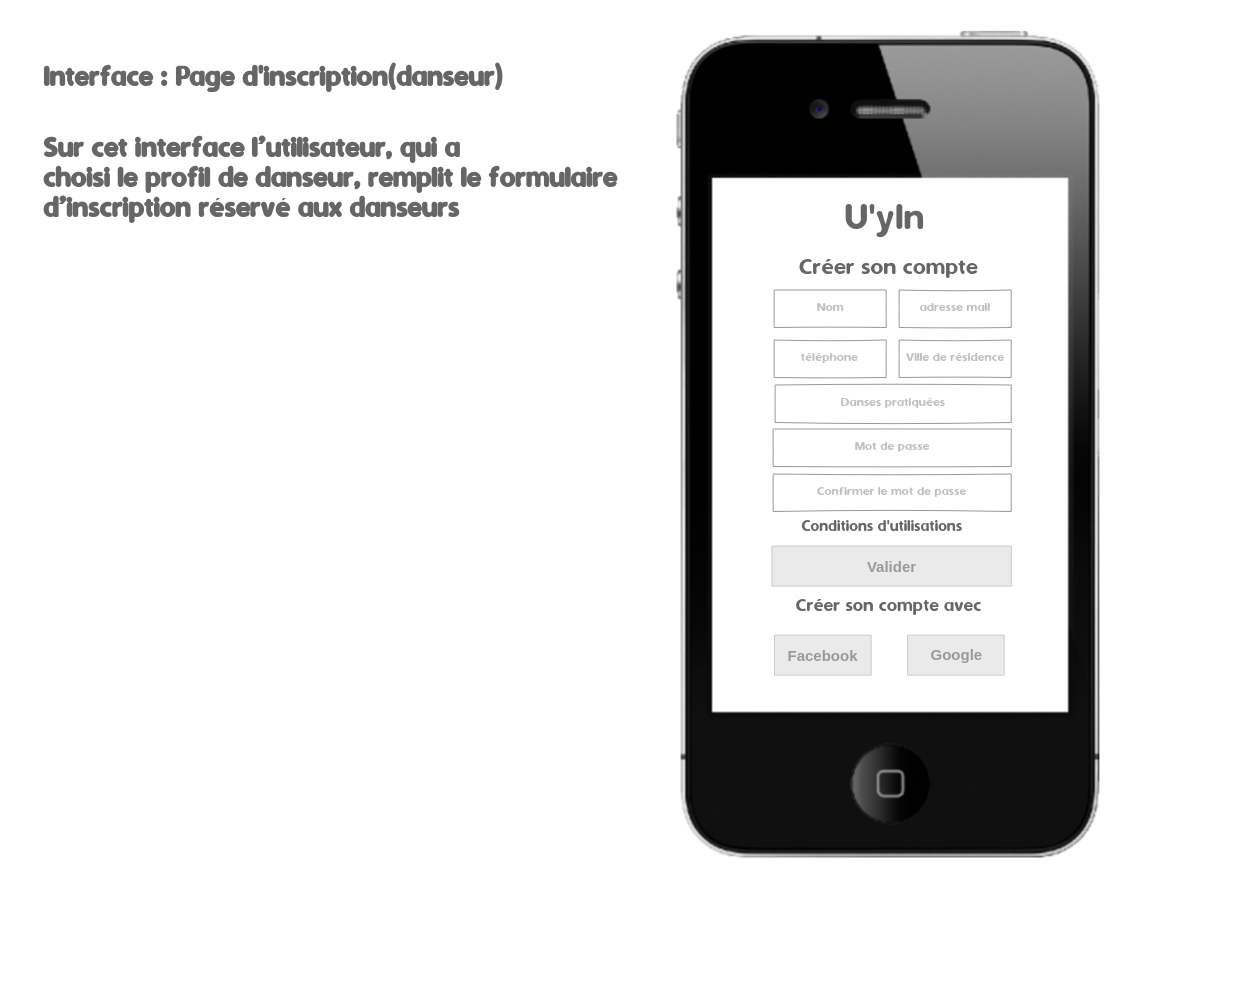 Interface : Page d'inscription(danseur)
Sur cet interface l’utilisateur, qui a
choisi le profil de danseur, remplit le formulaire
d’inscription réservé aux danseurs
U'yIn
Créer son compte
Nom
adresse mail
téléphone
Ville de résidence
Danses pratiquées
Mot de passe
Confirmer le mot de passe
Conditions d'utilisations
Valider
Créer son compte avec
Facebook
Google